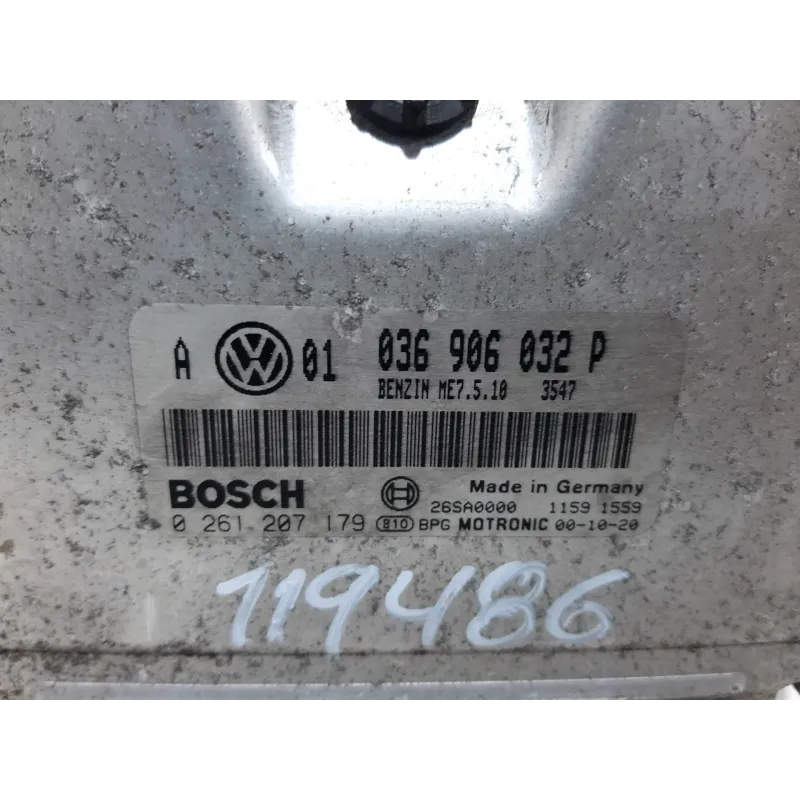 A VW 01 036 906 032 P
BENZIN ME7.5.10 3547
BOSCH Made in Germany
26SA0000 1159 1559
0 261 207 179 810 BPG MOTRONIC 00-10-20
119486